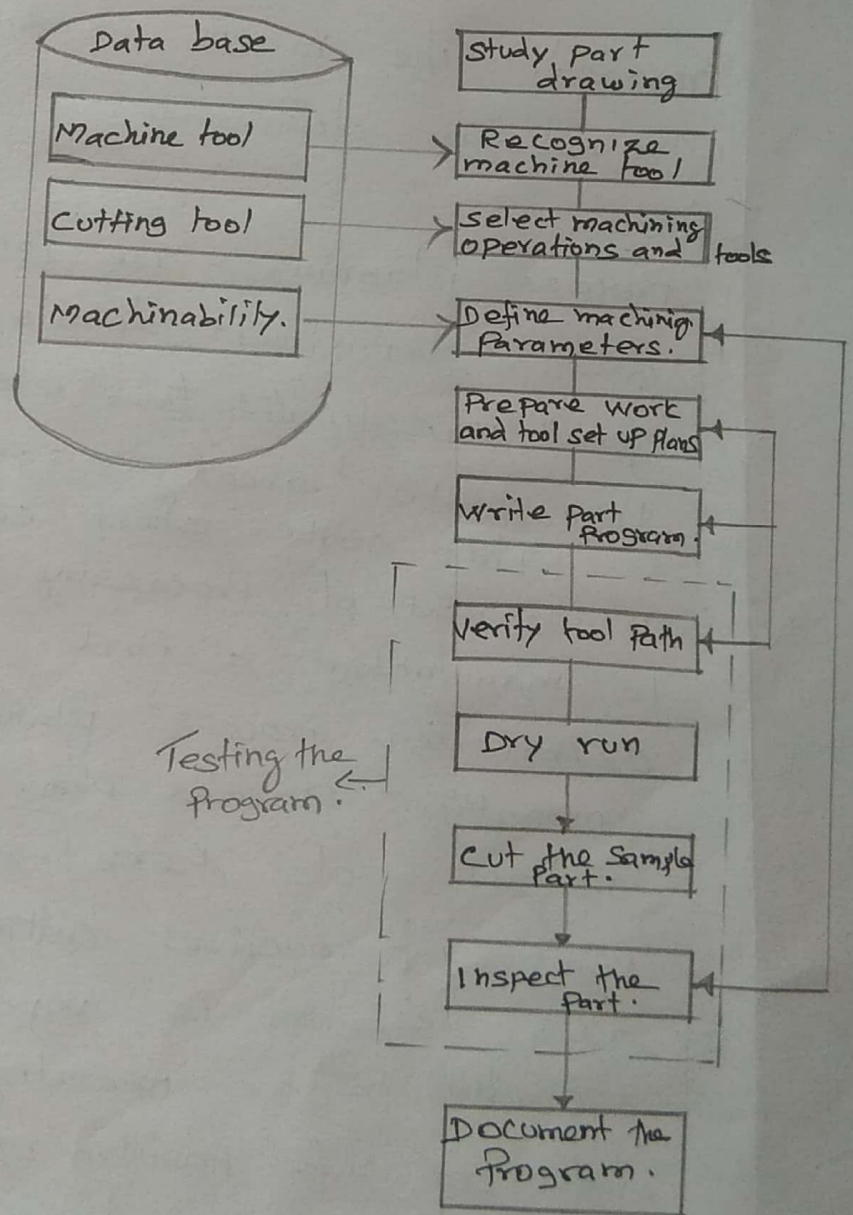 Data base
Machine tool
Cutting tool
Machinability.
Study part
drawing
Recognize
machine tool
Select machining
operations and tools
Define machinig
Parameters.
Prepare work
and tool set up Plans
Write part
Program.
Verity tool Path
Dry run
Cut the Sample
Part.
Inspect the
Part.
Testing the
Program.
Document the
Program.